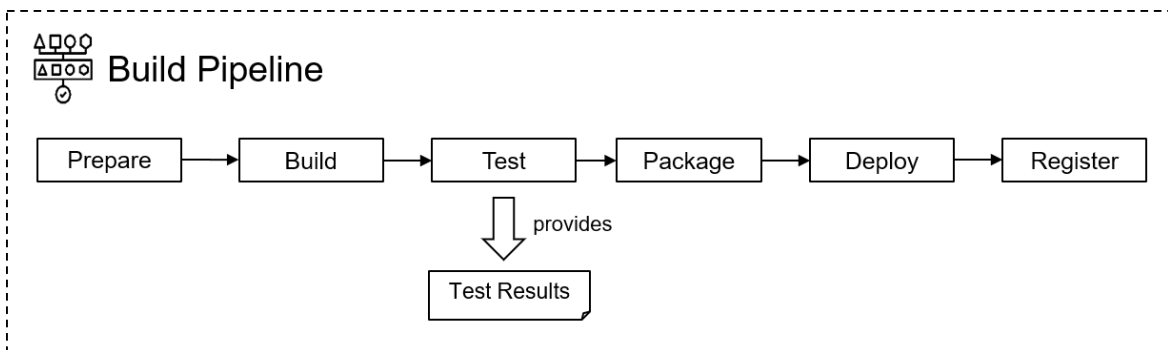 Build Pipeline
Prepare
Build
Test
Package
Deploy
Register
provides
Test Results